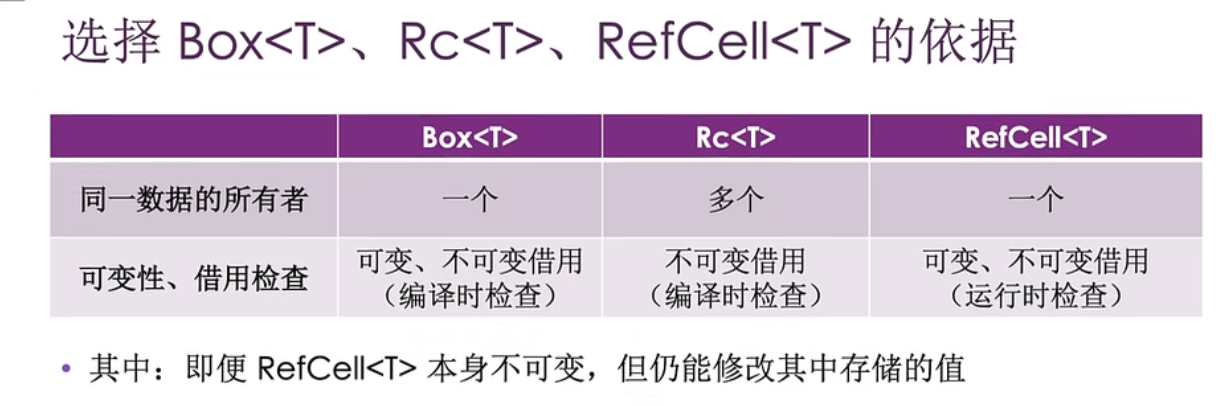 选择 Box<T>、Rc<T>、RefCell<T> 的依据
Box<T> Rc<T> RefCell<T>
同一数据的所有者 一个 多个 一个
可变性、借用检查 可变、不可变借用 不可变借用 可变、不可变借用
（编译时检查） （编译时检查） （运行时检查）
• 其中：即便 RefCell<T> 本身不可变，但仍能修改其中存储的值